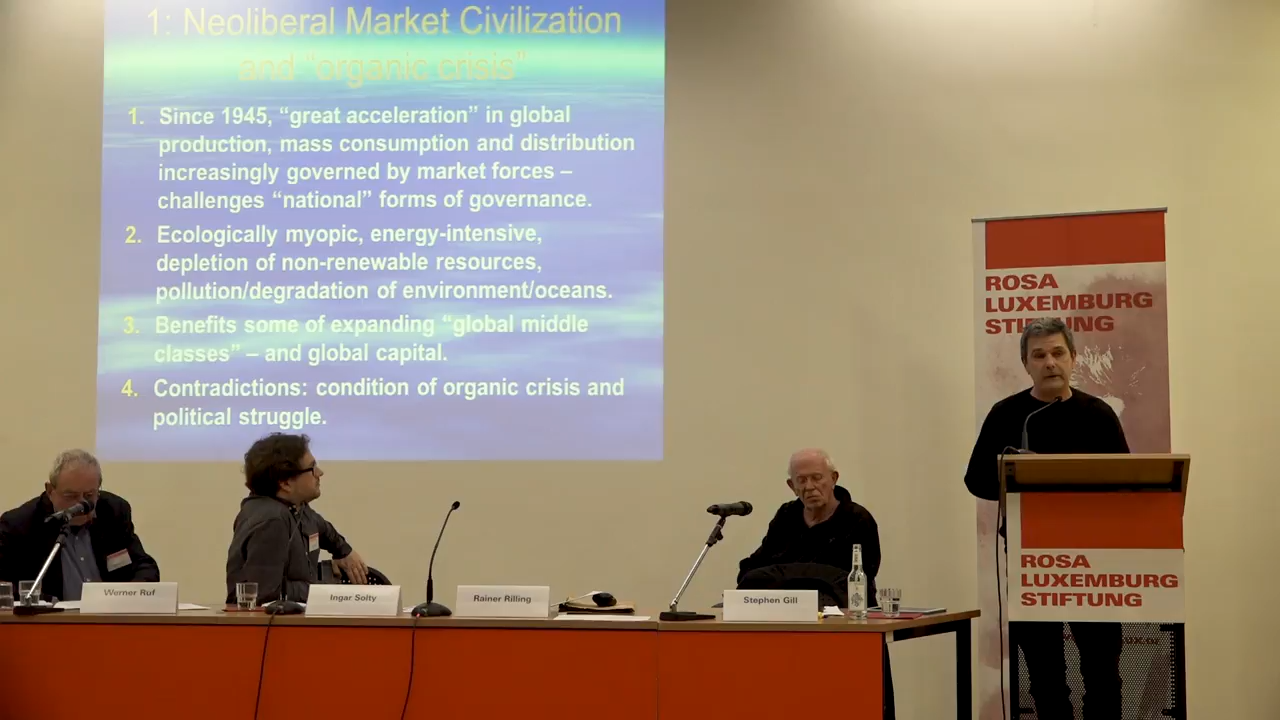 1: Neoliberal Market Civilization
and "organic crisis"
1. Since 1945, “great acceleration” in global
production, mass consumption and distribution
increasingly governed by market forces –
challenges “national” forms of governance.
2. Ecologically myopic, energy-intensive,
depletion of non-renewable resources,
pollution/degradation of environment/oceans.
3. Benefits some of expanding “global middle
classes” – and global capital.
4. Contradictions: condition of organic crisis and
political struggle.
ROSA
LUXEMBURG
STIFTUNG
ROSA
LUXEMBURG
STIFTUNG
Werner Ruf
Ingar Solty
Rainer Rilling
Stephen Gill